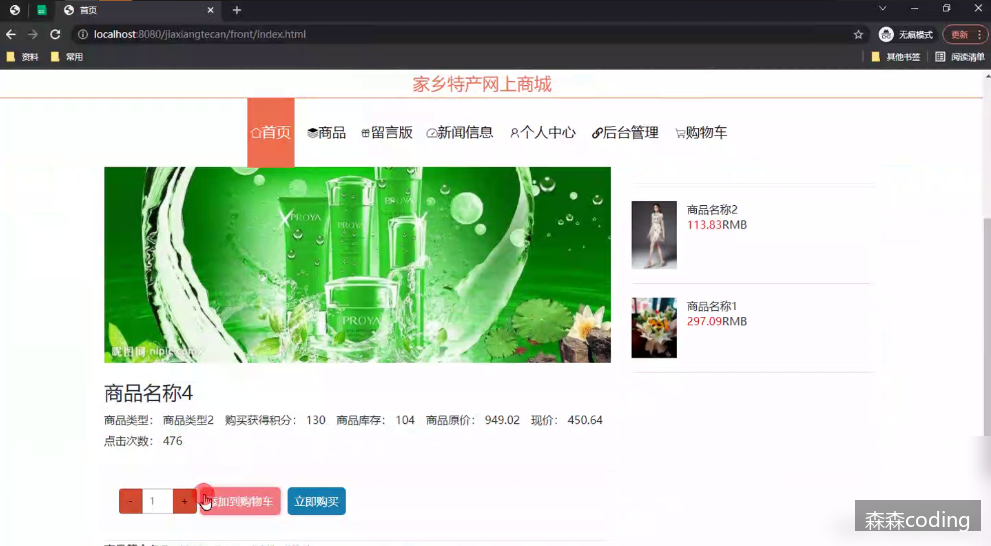 首页
localhost:8080/jiaxiangtecan/front/index.html
无痕模式
更新
资料
常用
其他书签
阅读清单
家乡特产网上商城
首页 商品 留言版 新闻信息 个人中心 后台管理 购物车
PROYA PROYA PROYA
PROYA
昵图网 nipic.com
商品名称2
113.83RMB
商品名称1
297.09RMB
商品名称4
商品类型： 商品类型2 购买获得积分： 130 商品库存： 104 商品原价： 949.02 现价： 450.64
点击次数： 476
- 1 + 添加到购物车 立即购买
森森coding